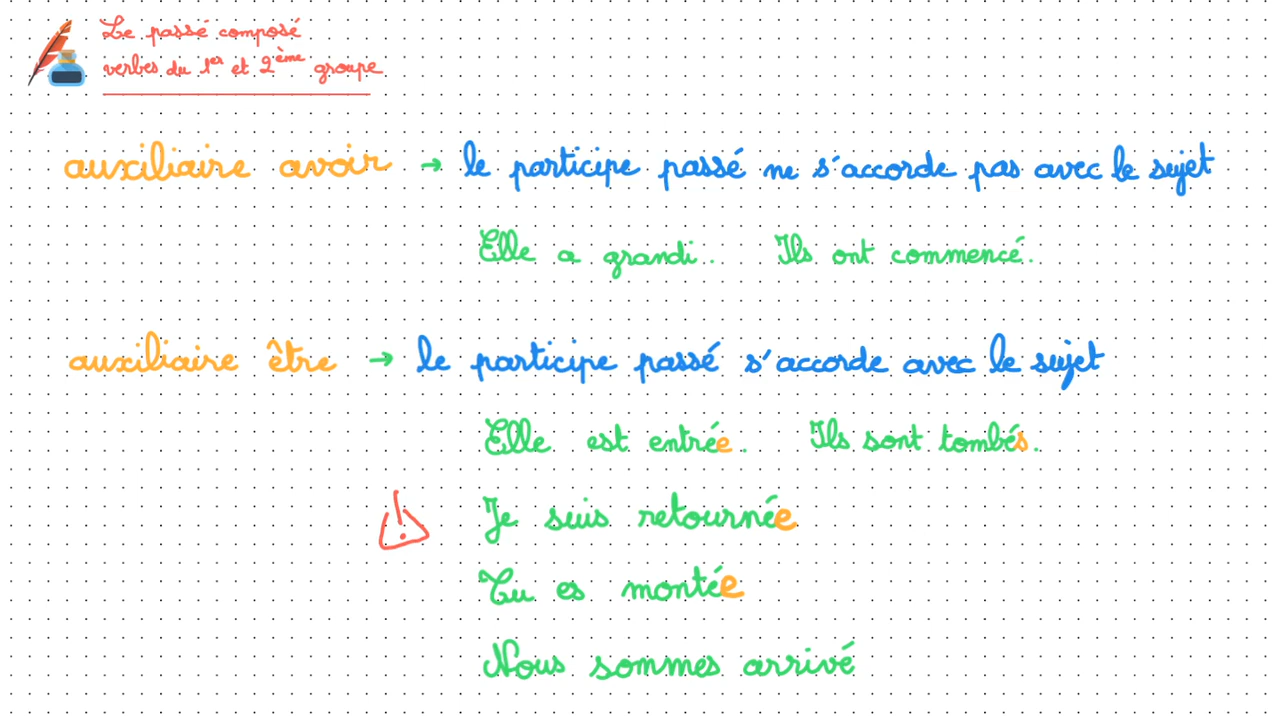 Le passé composé
verbes du 1er et 2ème groupe
auxiliaire avoir → le participe passé ne s'accorde pas avec le sujet
Elle a grandi. Ils ont commencé.
auxiliaire être → le participe passé s'accorde avec le sujet
Elle est entrée. Ils sont tombés.
Je suis retournée
Tu es montée
Nous sommes arrivé